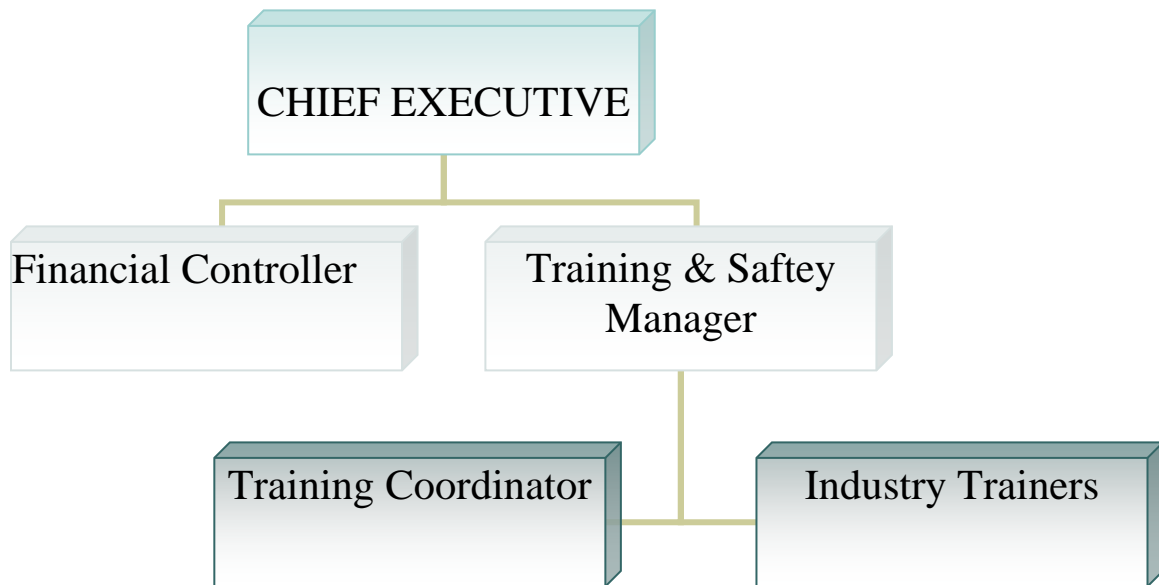 CHIEF EXECUTIVE
Financial Controller
Training & Saftey
Manager
Training Coordinator
Industry Trainers